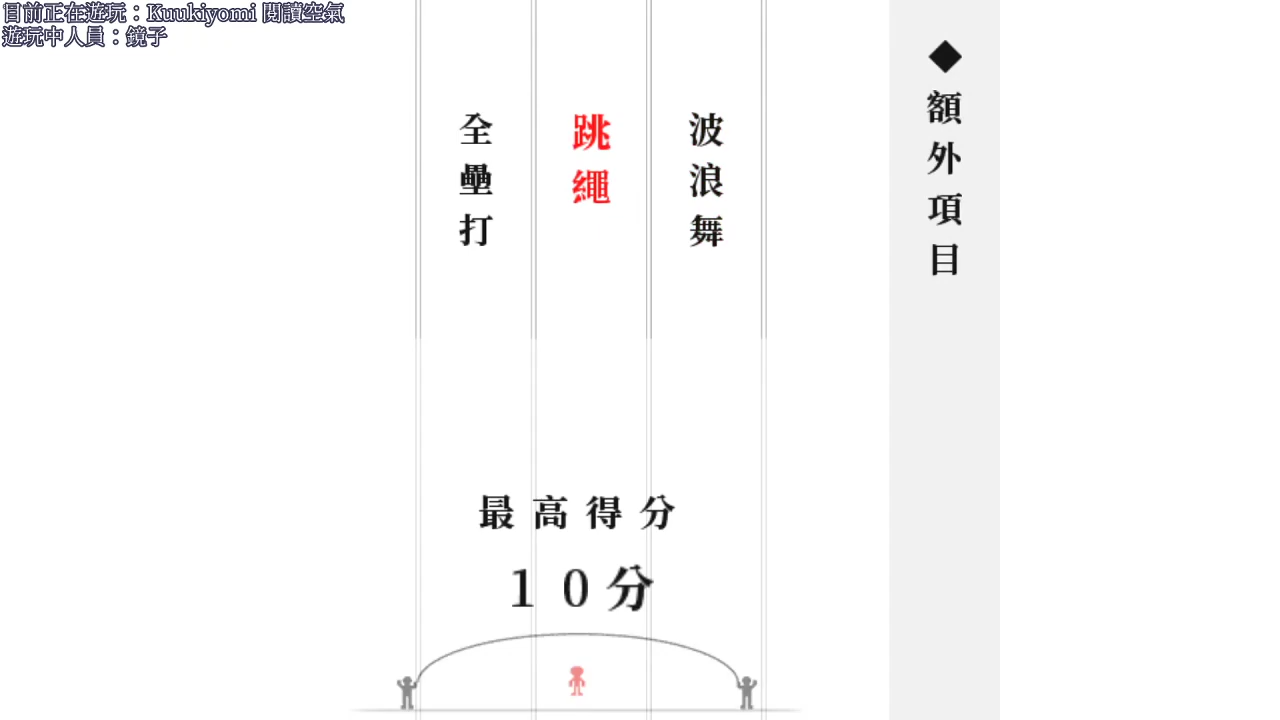 目前正在遊玩：Kuukiyomi 閱讀空氣
遊玩中人員：鏡子
◆額外項目
波浪舞
跳繩
全壘打
最高得分
10分